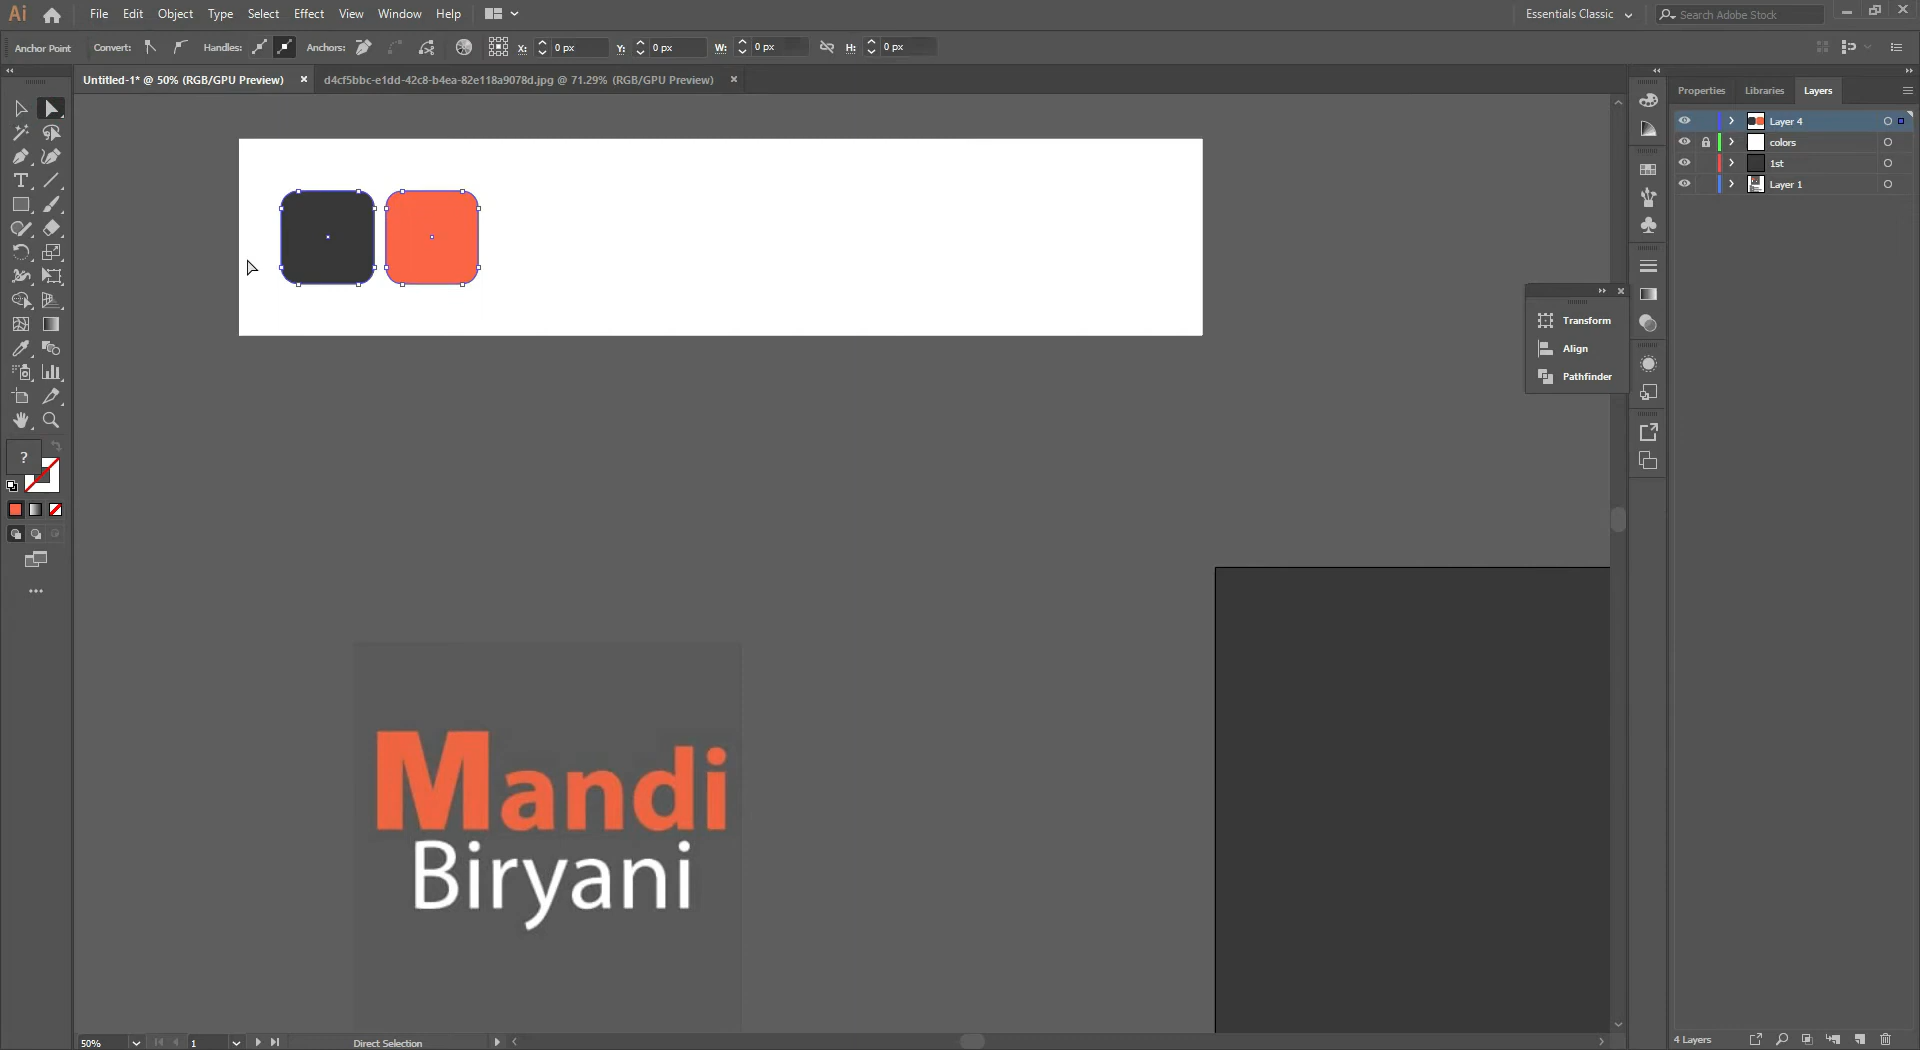 Ai File Edit Object Type Select Effect View Window Help Essentials Classic Search Adobe Stock
Anchor Point Convert: Handles: Anchors: X: 0 px Y: 0 px W: 0 px H: 0 px
Untitled-1* @ 50% (RGB/GPU Preview) × d4cf5bbc-e1dd-42c8-b4ea-82e118a9078d.jpg @ 71.29% (RGB/GPU Preview) ×
Properties Libraries Layers
Layer 4
colors
1st
Layer 1
Transform
Align
Pathfinder
?
Mandi
Biryani
50% 1 Direct Selection 4 Layers